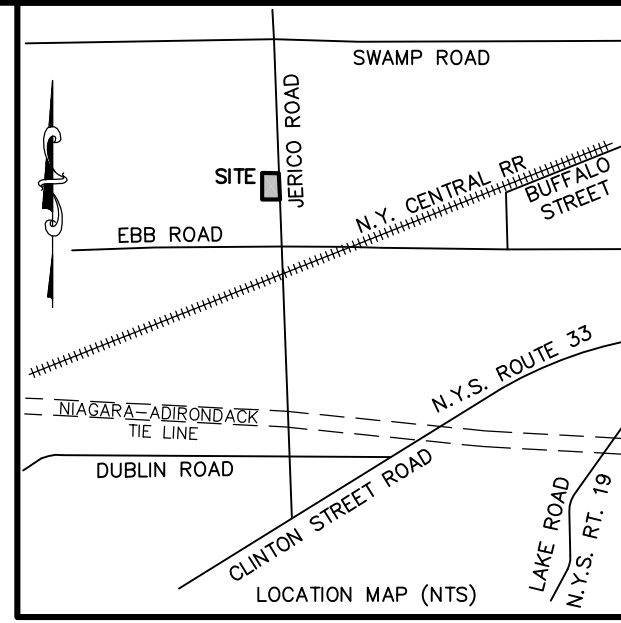 SWAMP ROAD
JERICO ROAD
SITE
N.Y. CENTRAL RR
BUFFALO
STREET
EBB ROAD
N.Y.S. ROUTE 33
NIAGARA-ADIRONDACK
TIE LINE
DUBLIN ROAD
CLINTON STREET ROAD
LAKE ROAD
N.Y.S. RT. 19
LOCATION MAP (NTS)